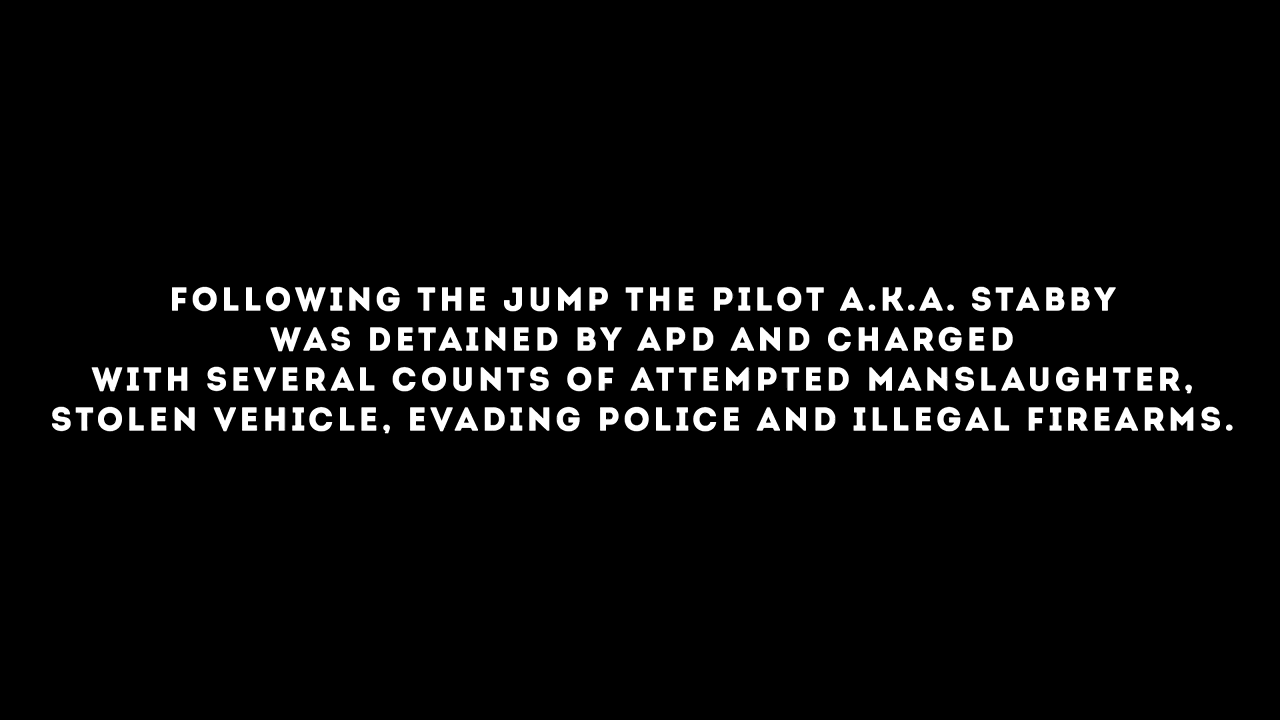 FOLLOWING THE JUMP THE PILOT A.K.A. STABBY
WAS DETAINED BY APD AND CHARGED
WITH SEVERAL COUNTS OF ATTEMPTED MANSLAUGHTER,
STOLEN VEHICLE, EVADING POLICE AND ILLEGAL FIREARMS.